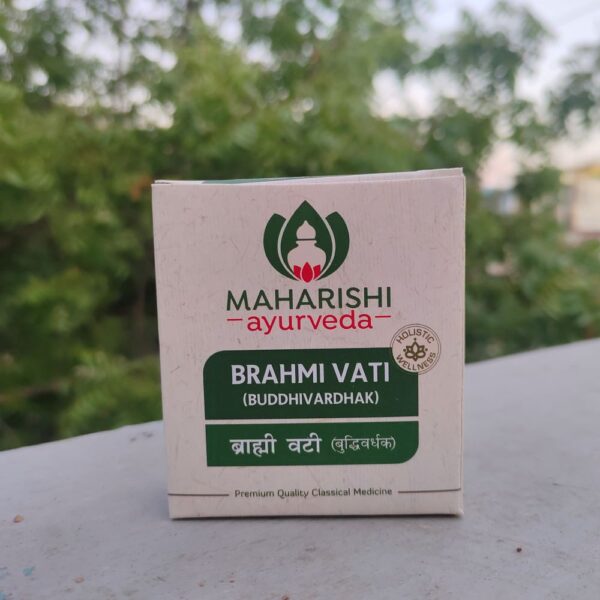 MAHARISHI
ayurveda
HOLISTIC WELLNESS
BRAHMI VATI
(BUDDHIVARDHAK)
ब्राह्मी वटी (बुद्धिवर्धक)
Premium Quality Classical Medicine